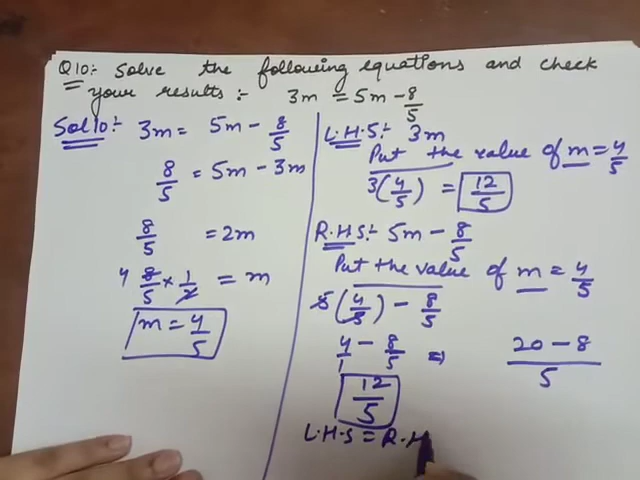 Q10:- Solve the following equations and check
your results:- 3m = 5m - 8/5
Sol10:- 3m = 5m - 8/5
8/5 = 5m - 3m
8/5 = 2m
4 8/5 × 1/2 = m
m = 4/5
L.H.S:- 3m
Put the value of m = 4/5
3(4/5) = 12/5
R.H.S:- 5m - 8/5
Put the value of m = 4/5
5(4/5) - 8/5
4/1 - 8/5 ⇒ 20 - 8/5
12/5
L.H.S = R.H